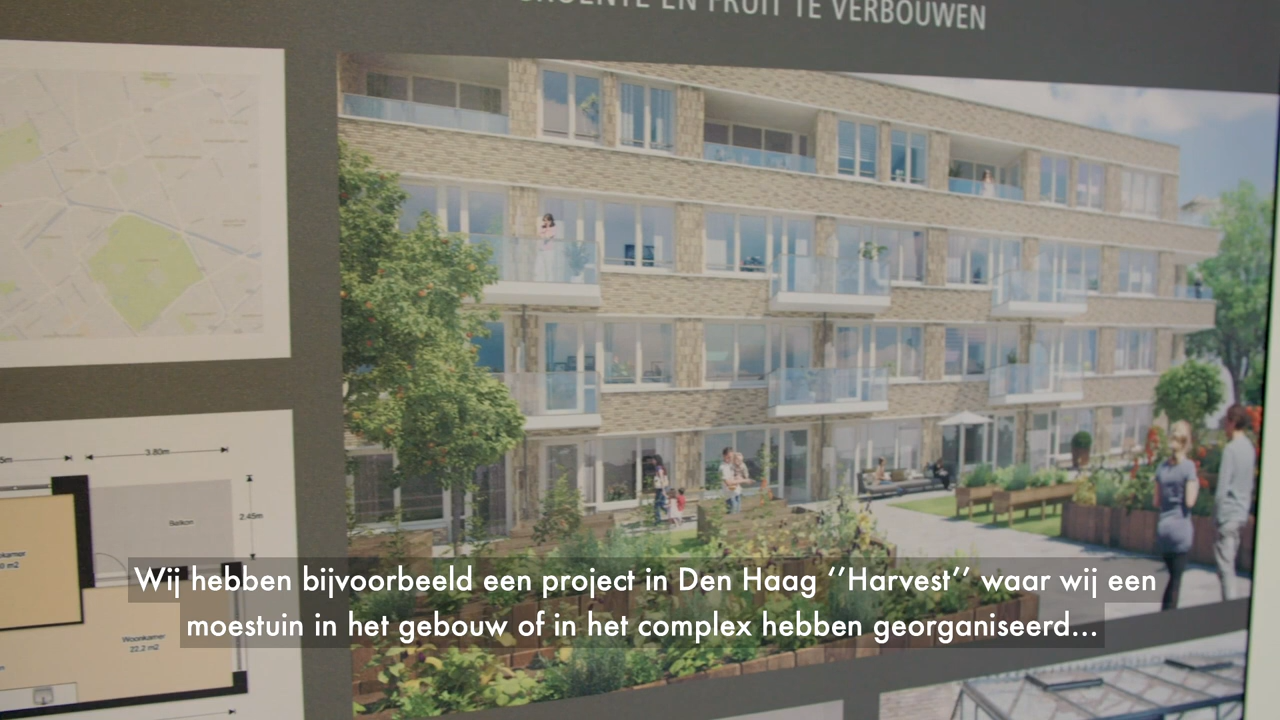 EN FRUIT TE VERBOUWEN
3.80m
2.45m
Balkon
Woonkamer
22,2 m2
Wij hebben bijvoorbeeld een project in Den Haag ‘’Harvest’’ waar wij een
moestuin in het gebouw of in het complex hebben georganiseerd...